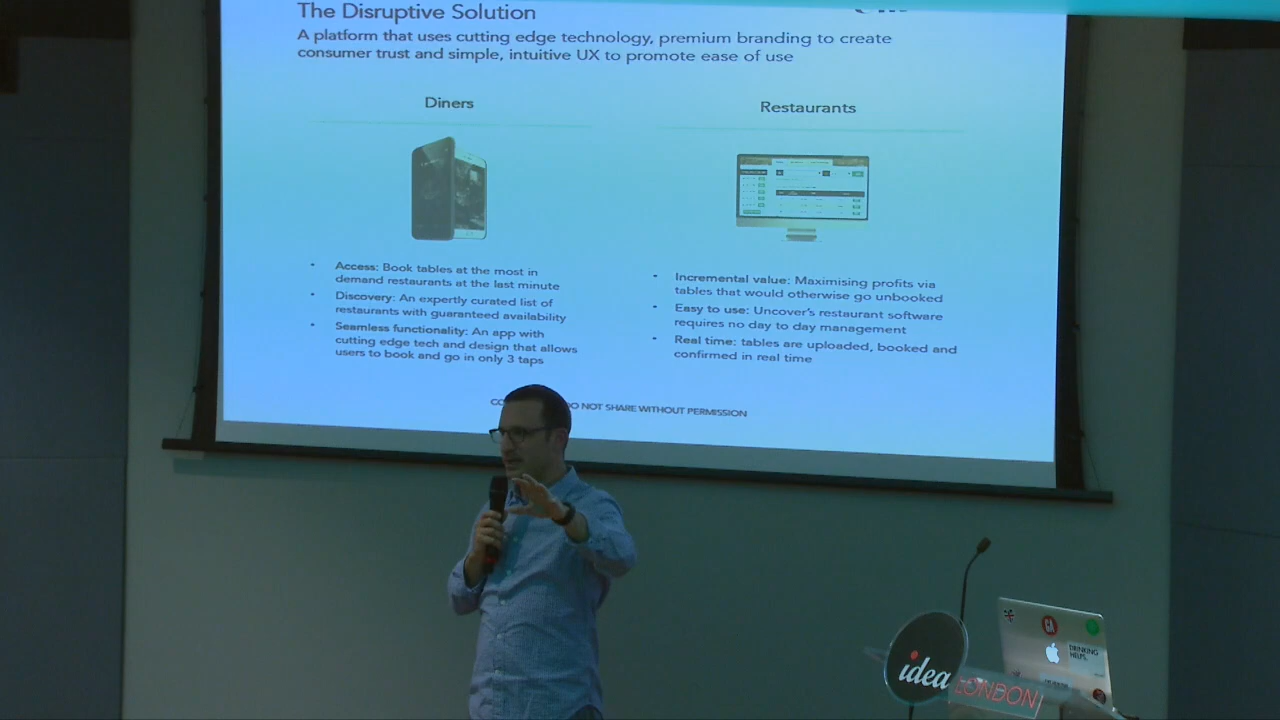 The Disruptive Solution
A platform that uses cutting edge technology, premium branding to create
consumer trust and simple, intuitive UX to promote ease of use
Diners
Restaurants
• Access: Book tables at the most in
demand restaurants at the last minute
• Discovery: An expertly curated list of
restaurants with guaranteed availability
• Seamless functionality: An app with
cutting edge tech and design that allows
users to book and go in only 3 taps
• Incremental value: Maximising profits via
tables that would otherwise go unbooked
• Easy to use: Uncover's restaurant software
requires no day to day management
• Real time: tables are uploaded, booked and
confirmed in real time
DO NOT SHARE WITHOUT PERMISSION
idea
LONDON
DRINKING
HELPS.